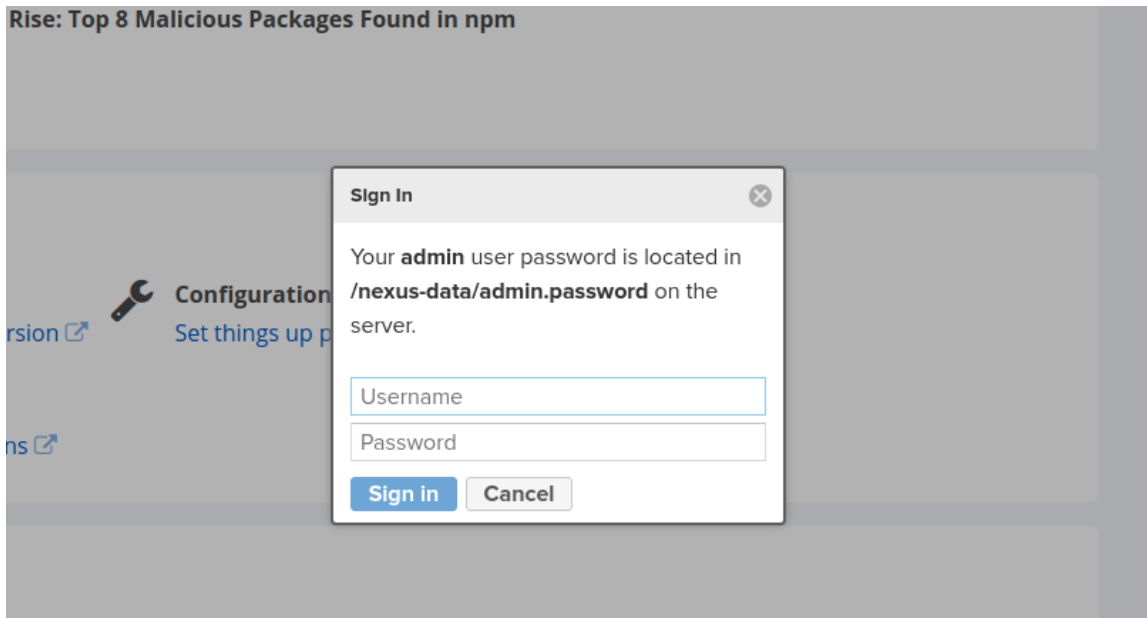 Rise: Top 8 Malicious Packages Found in npm
Sign In
Your admin user password is located in
/nexus-data/admin.password on the
server.
Configuration
rsion
Set things up p
Username
ns
Password
Sign in
Cancel